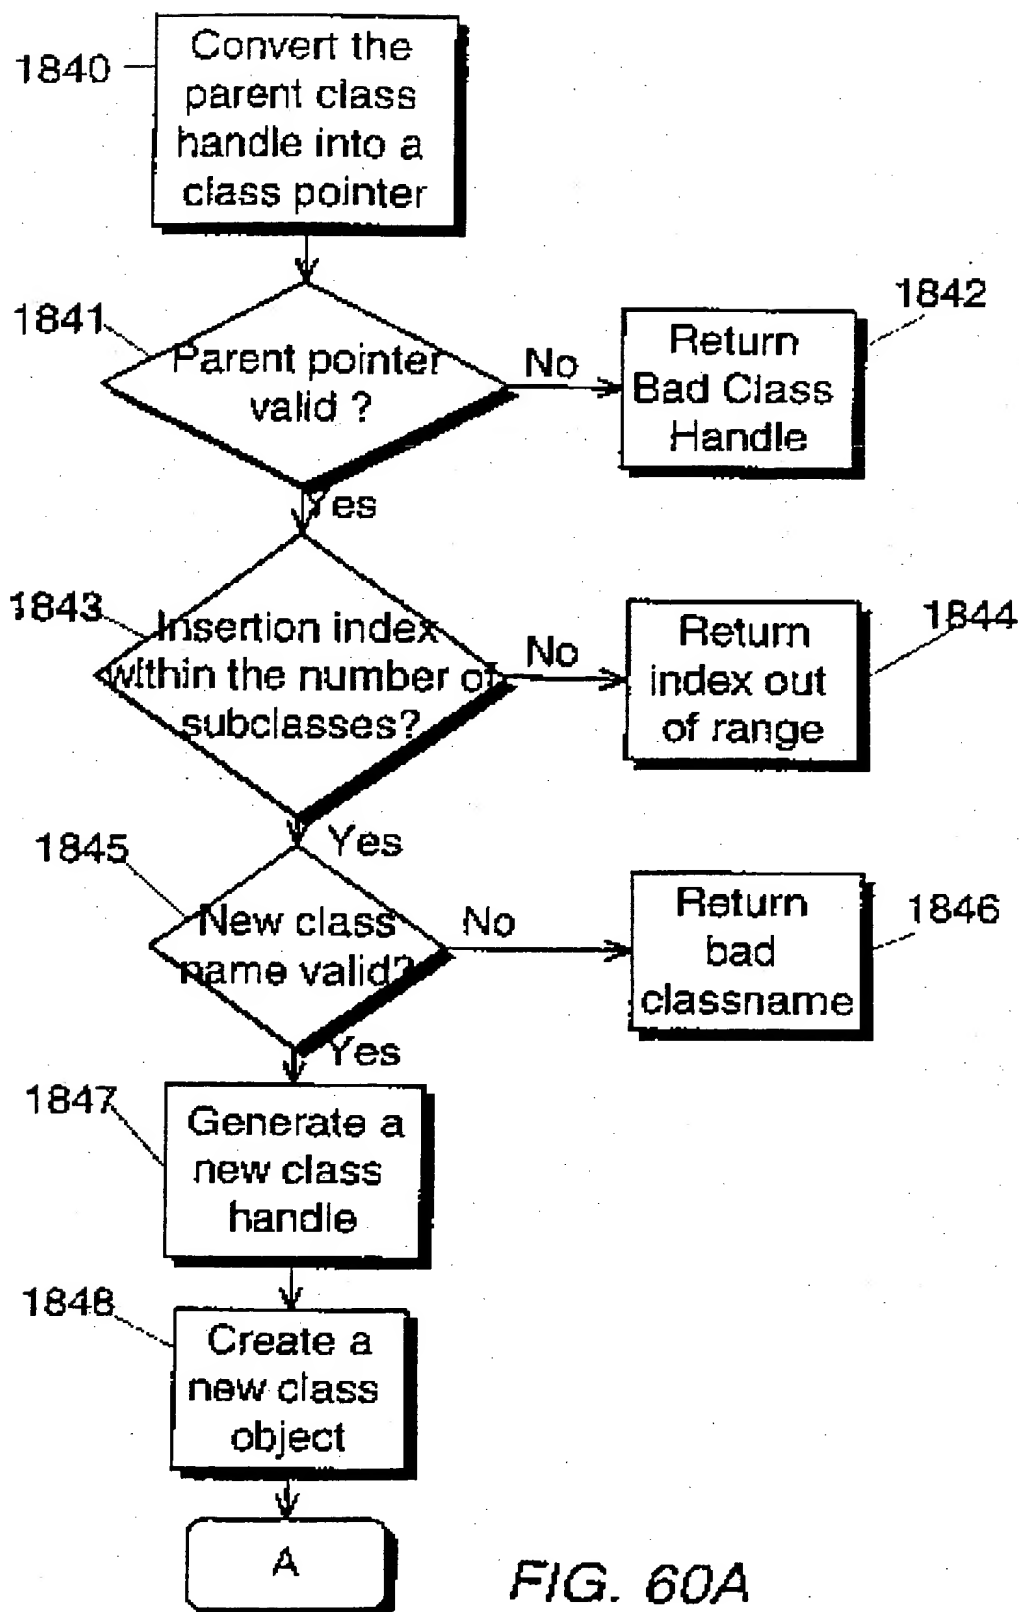 1840
Convert the
parent class
handle into a
class pointer
1841
Parent pointer
valid ?
No
Return
Bad Class
Handle
1842
Yes
1843
Insertion index
within the number of
subclasses?
No
Return
index out
of range
1844
Yes
1845
New class
name valid?
No
Return
bad
classname
1846
Yes
1847
Generate a
new class
handle
1848
Create a
new class
object
A
FIG. 60A